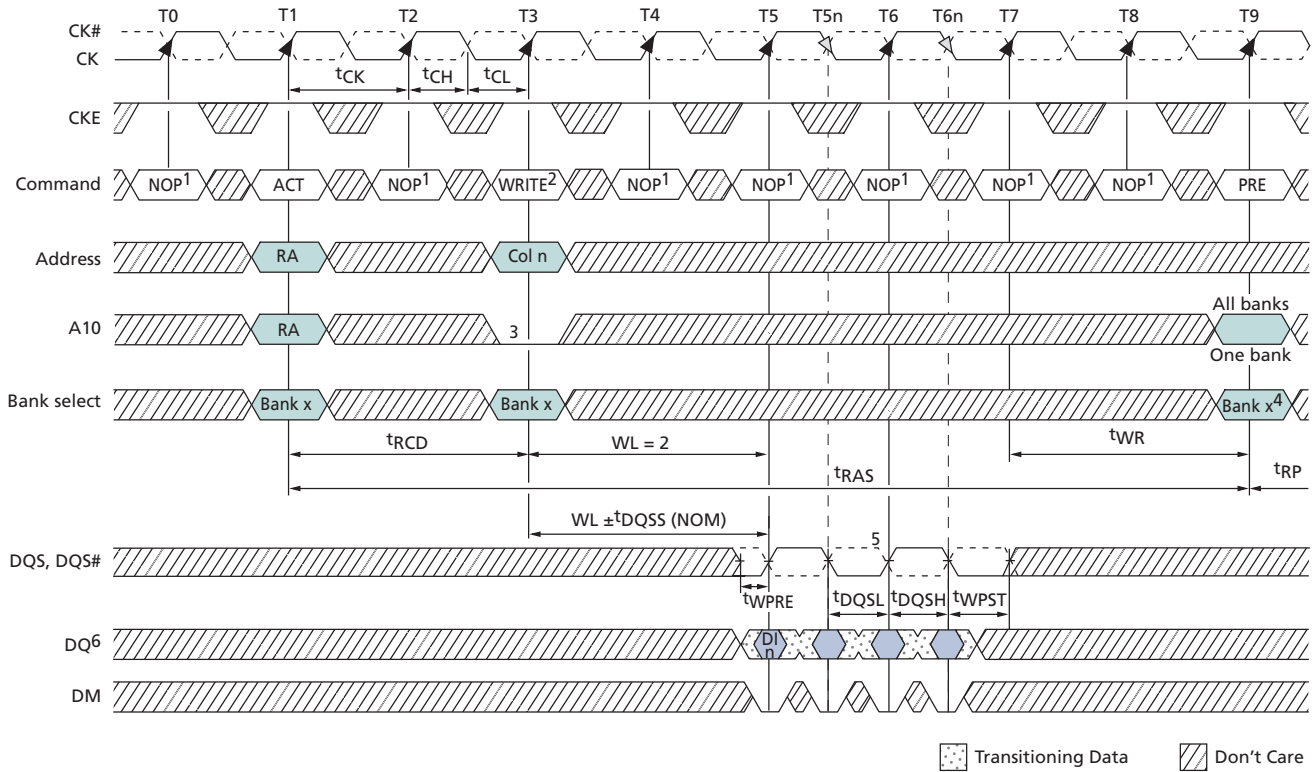 T0 T1 T2 T3 T4 T5 T5n T6 T6n T7 T8 T9
CK#
CK
tCK tCH tCL
CKE
Command NOP1 ACT NOP1 WRITE2 NOP1 NOP1 NOP1 NOP1 NOP1 PRE
Address RA Col n
All banks
A10 RA 3
One bank
Bank select Bank x Bank x Bank x4
tRCD WL = 2 tWR
tRAS tRP
WL ±tDQSS (NOM)
5
DQS, DQS#
tWPRE tDQSL tDQSH tWPST
DQ6 DI
n
DM
Transitioning Data Don't Care